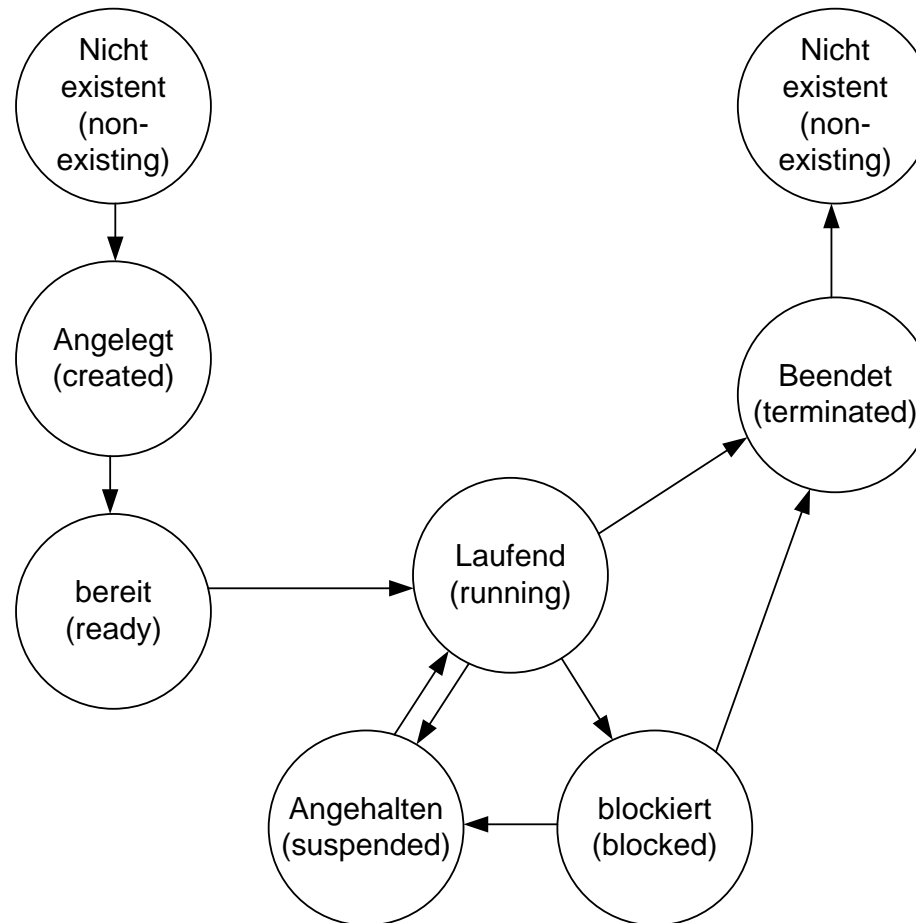 Nicht
existent
(non-
existing)
Nicht
existent
(non-
existing)
Angelegt
(created)
Beendet
(terminated)
bereit
(ready)
Laufend
(running)
Angehalten
(suspended)
blockiert
(blocked)